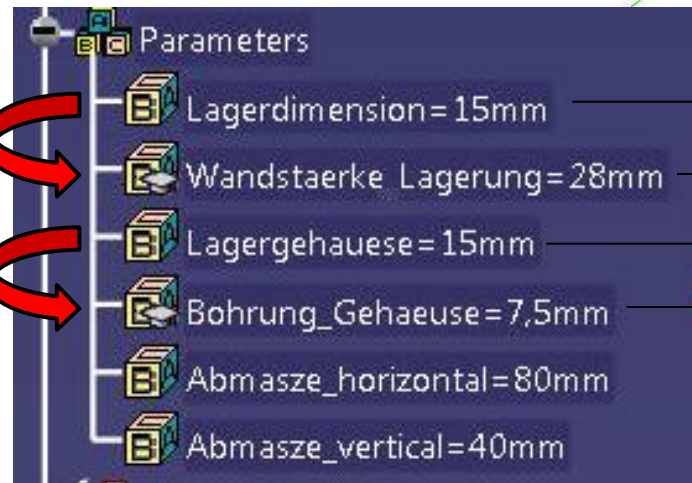 Parameters
Lagerdimension=15mm
Wandstaerke Lagerung=28mm
Lagergehauese=15mm
Bohrung_Gehaeuse=7,5mm
Abmasze_horizontal=80mm
Abmasze_vertical=40mm